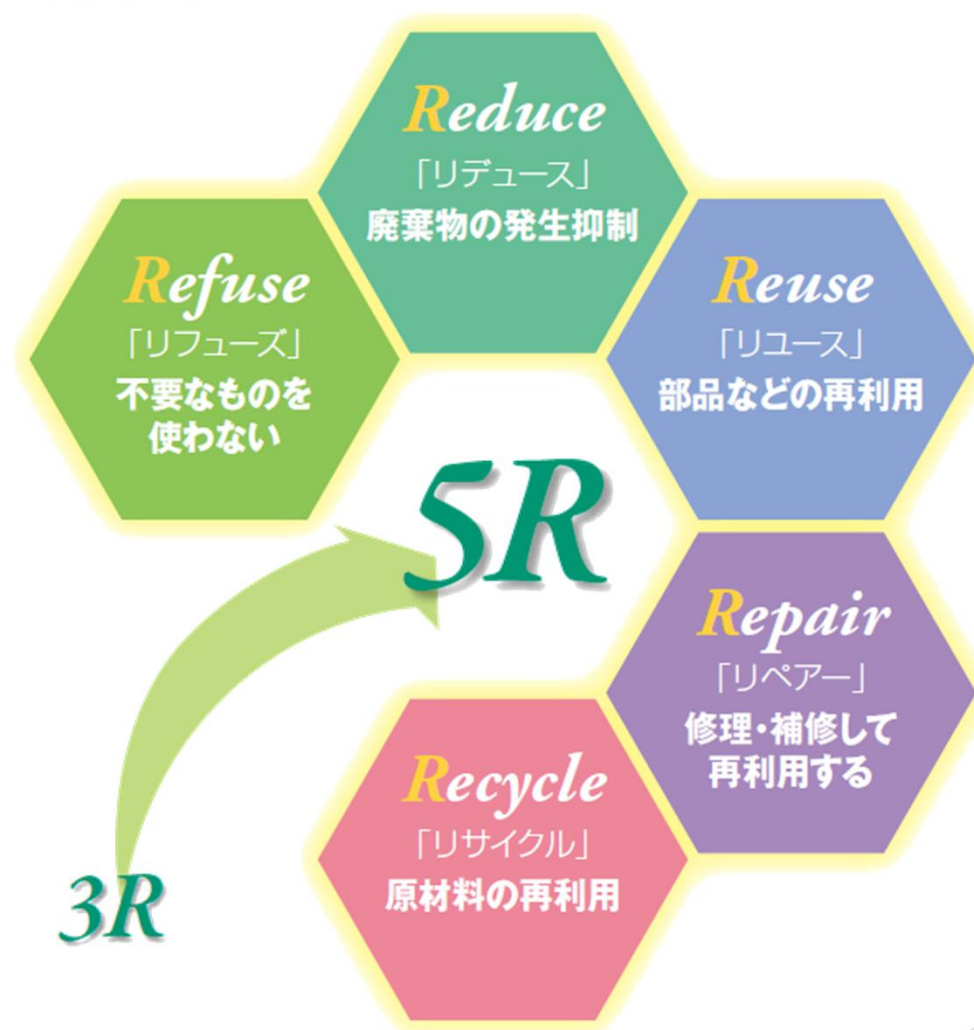 Reduce
「リデュース」
廃棄物の発生抑制
Refuse
「リフューズ」
不要なものを
使わない
Reuse
「リユース」
部品などの再利用
5R
Repair
「リペアー」
修理・補修して
再利用する
Recycle
「リサイクル」
原材料の再利用
3R